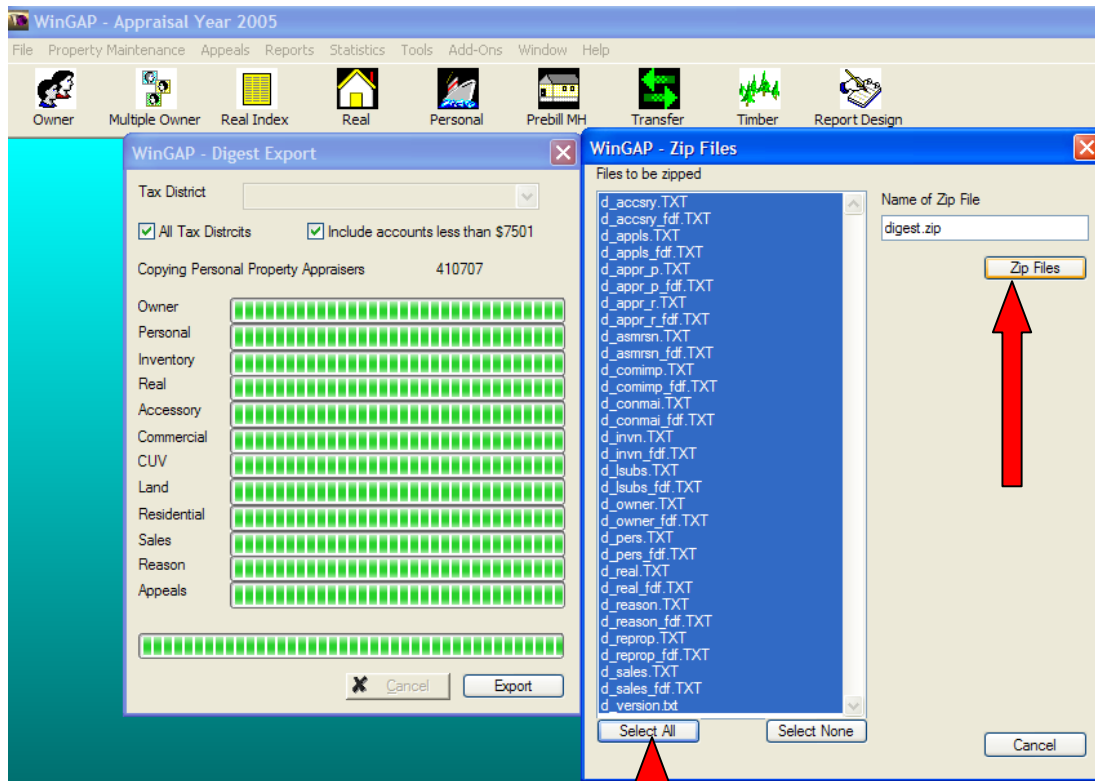 WinGAP - Appraisal Year 2005
File Property Maintenance Appeals Reports Statistics Tools Add-Ons Window Help
Owner Multiple Owner Real Index Real Personal Prebill MH Transfer Timber Report Design
WinGAP - Digest Export
Tax District
All Tax Distrcits Include accounts less than $7501
Copying Personal Property Appraisers 410707
Owner
Personal
Inventory
Real
Accessory
Commercial
CUV
Land
Residential
Sales
Reason
Appeals
Cancel Export
WinGAP - Zip Files
Files to be zipped
d_accsry.TXT
d_accsry_fdf.TXT
d_appls.TXT
d_appls_fdf.TXT
d_appr_p.TXT
d_appr_p_fdf.TXT
d_appr_r.TXT
d_appr_r_fdf.TXT
d_asmrsn.TXT
d_asmrsn_fdf.TXT
d_comimp.TXT
d_comimp_fdf.TXT
d_conmai.TXT
d_conmai_fdf.TXT
d_invn.TXT
d_invn_fdf.TXT
d_lsubs.TXT
d_lsubs_fdf.TXT
d_owner.TXT
d_owner_fdf.TXT
d_pers.TXT
d_pers_fdf.TXT
d_real.TXT
d_real_fdf.TXT
d_reason.TXT
d_reason_fdf.TXT
d_reprop.TXT
d_reprop_fdf.TXT
d_sales.TXT
d_sales_fdf.TXT
d_version.txt
Select All Select None
Name of Zip File
digest.zip
Zip Files
Cancel